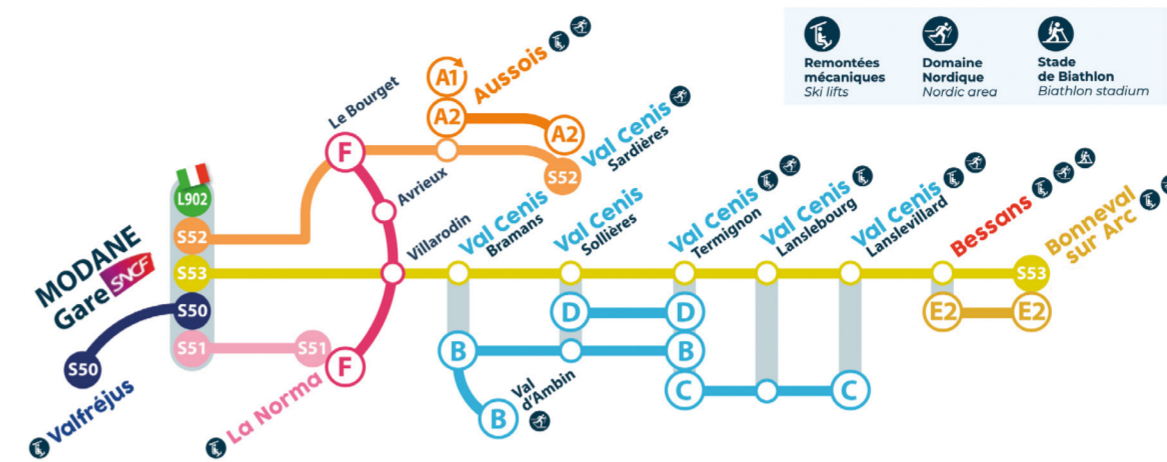 Remontées
mécaniques
Ski lifts
Domaine
Nordique
Nordic area
Stade
de Biathlon
Biathlon stadium
Le Bourget
A1
Aussois
A2
A2
F
Val Cenis
Sardières
S52
L902
Avrieux
S52
Villarodin
Val Cenis
Bramans
Val Cenis
Sollières
Val Cenis
Termignon
Val Cenis
Lanslebourg
Val Cenis
Lanslevillard
Bessans
Bonneval
sur Arc
MODANE
Gare SNCF
S53
S53
S50
D
D
E2
E2
S51
S51
F
B
B
S50
Valfréjus
La Norma
Val
d'Ambin
B
C
C